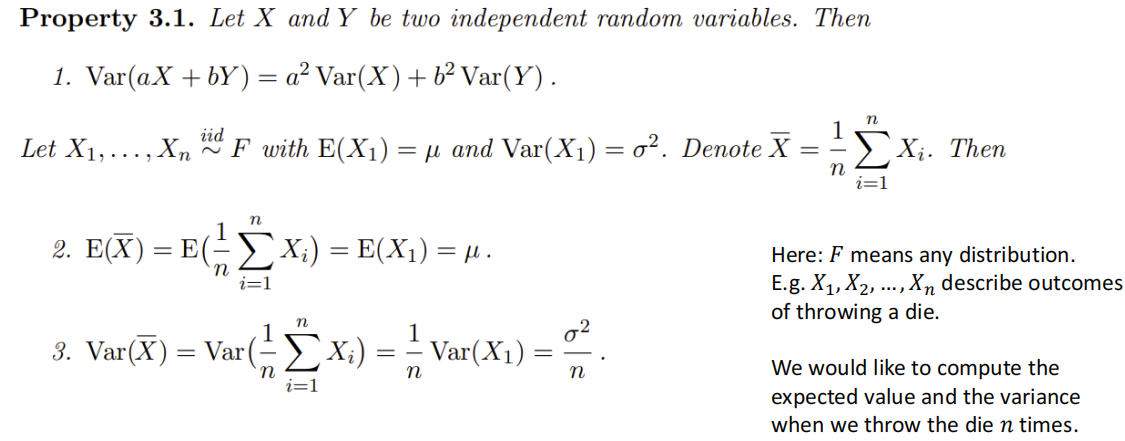 Property 3.1. Let X and Y be two independent random variables. Then
1. Var(aX + bY) = a² Var(X) + b² Var(Y) .
Let X₁, . . . , Xₙ iid ~ F with E(X₁) = μ and Var(X₁) = σ². Denote X̄ = 1/n ∑ᵢ₌₁ⁿ Xᵢ. Then
2. E(X̄) = E(1/n ∑ᵢ₌₁ⁿ Xᵢ) = E(X₁) = μ .
3. Var(X̄) = Var(1/n ∑ᵢ₌₁ⁿ Xᵢ) = 1/n Var(X₁) = σ²/n .
Here: F means any distribution.
E.g. X₁, X₂, …, Xₙ describe outcomes
of throwing a die.
We would like to compute the
expected value and the variance
when we throw the die n times.